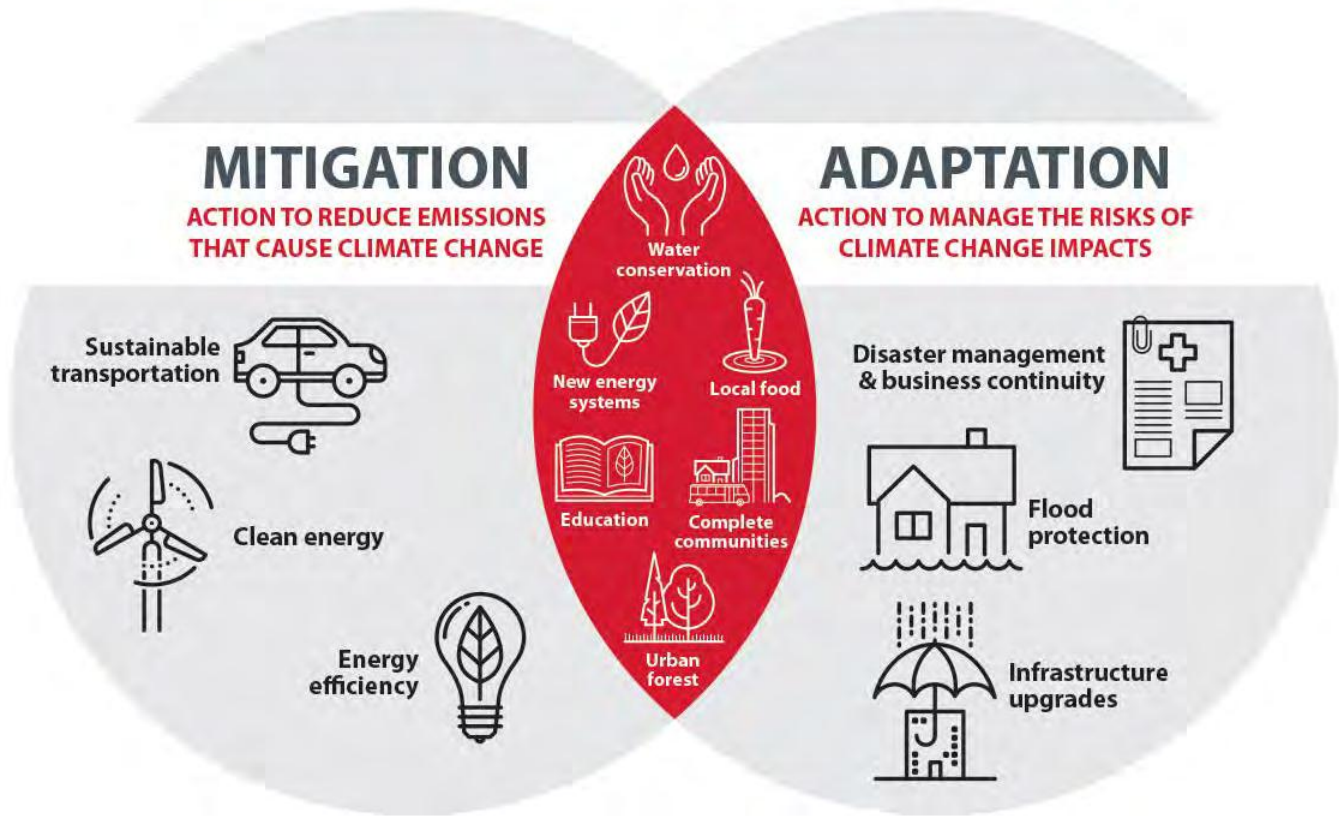 MITIGATION
ACTION TO REDUCE EMISSIONS
THAT CAUSE CLIMATE CHANGE
Sustainable
transportation
Clean energy
Energy
efficiency
Water
conservation
New energy
systems
Local food
Education
Complete
communities
Urban
forest
ADAPTATION
ACTION TO MANAGE THE RISKS OF
CLIMATE CHANGE IMPACTS
Disaster management
& business continuity
Flood
protection
Infrastructure
upgrades